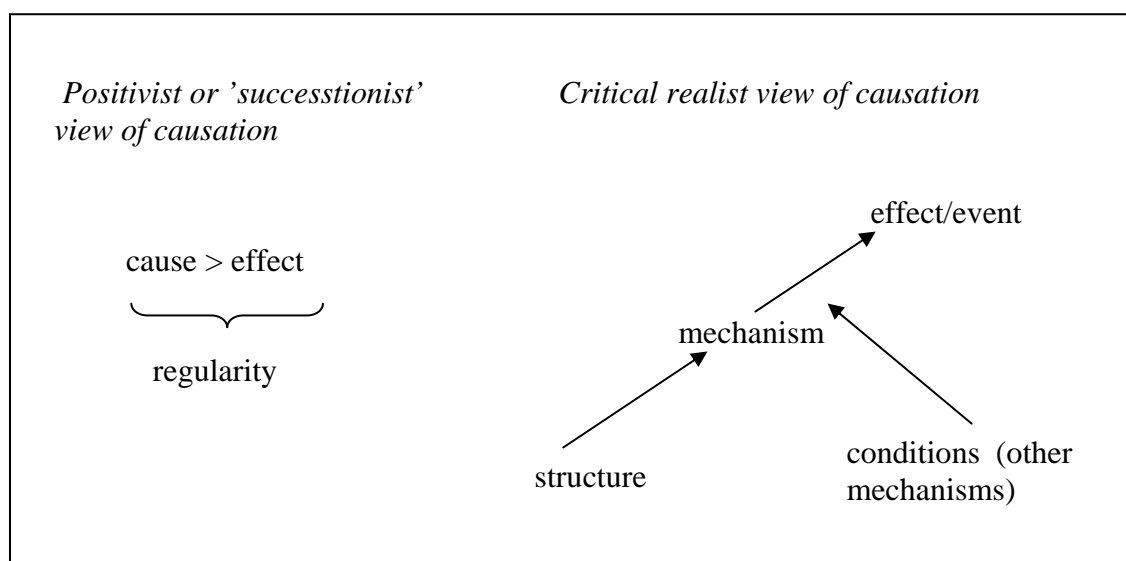 Positivist or ’successtionist’
view of causation
cause > effect
regularity
Critical realist view of causation
effect/event
mechanism
structure
conditions (other
mechanisms)